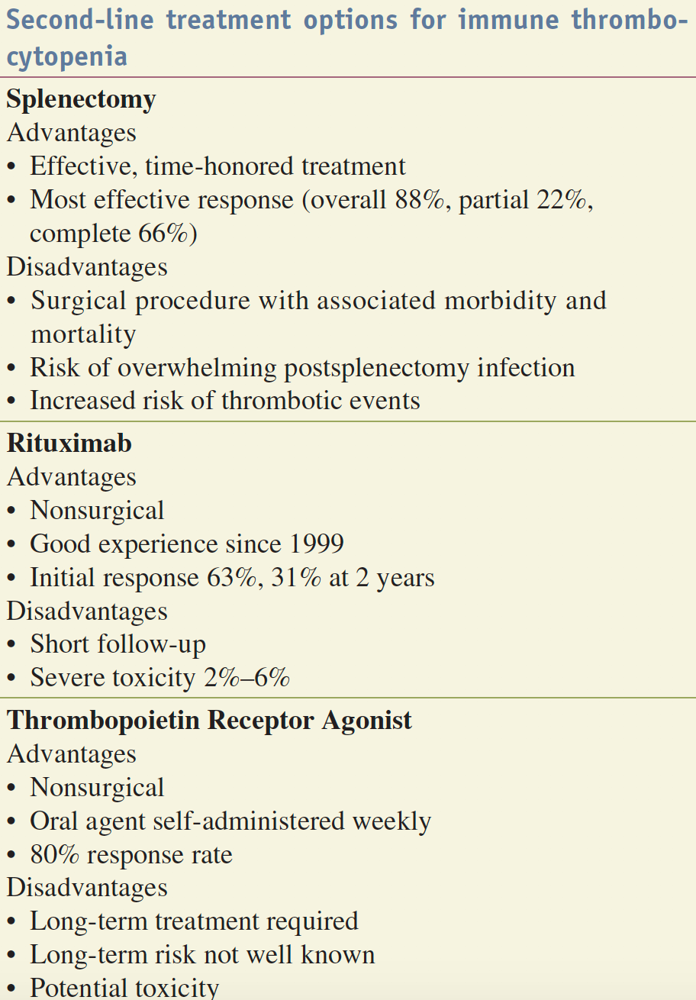 Second-line treatment options for immune thrombo-
cytopenia
Splenectomy
Advantages
• Effective, time-honored treatment
• Most effective response (overall 88%, partial 22%,
complete 66%)
Disadvantages
• Surgical procedure with associated morbidity and
mortality
• Risk of overwhelming postsplenectomy infection
• Increased risk of thrombotic events
Rituximab
Advantages
• Nonsurgical
• Good experience since 1999
• Initial response 63%, 31% at 2 years
Disadvantages
• Short follow-up
• Severe toxicity 2%–6%
Thrombopoietin Receptor Agonist
Advantages
• Nonsurgical
• Oral agent self-administered weekly
• 80% response rate
Disadvantages
• Long-term treatment required
• Long-term risk not well known
• Potential toxicity